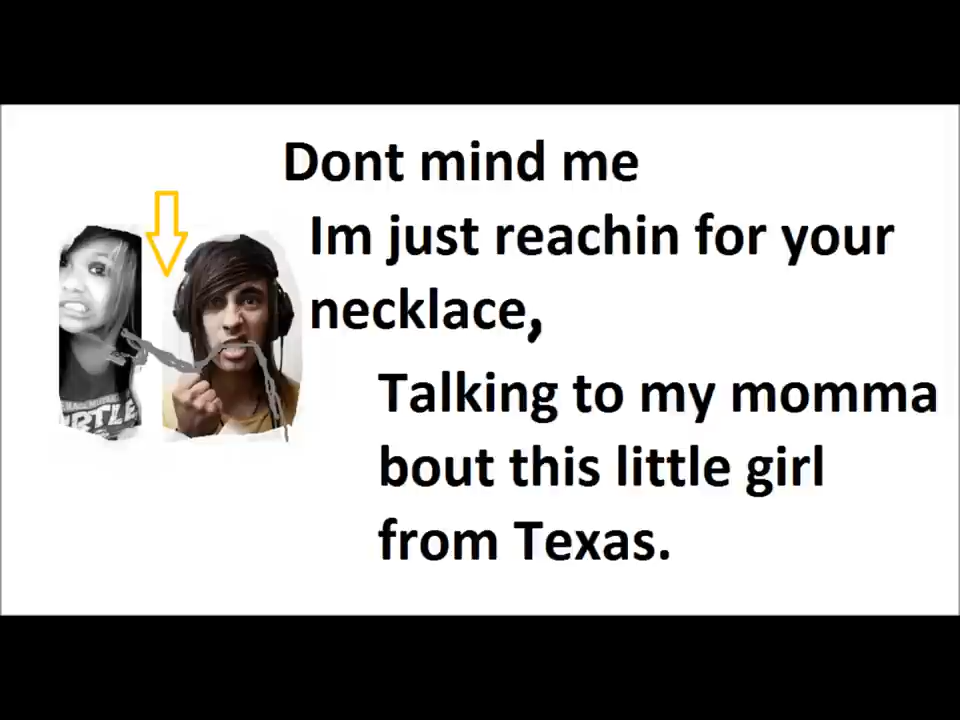 Dont mind me
Im just reachin for your
necklace,
Talking to my momma
bout this little girl
from Texas.